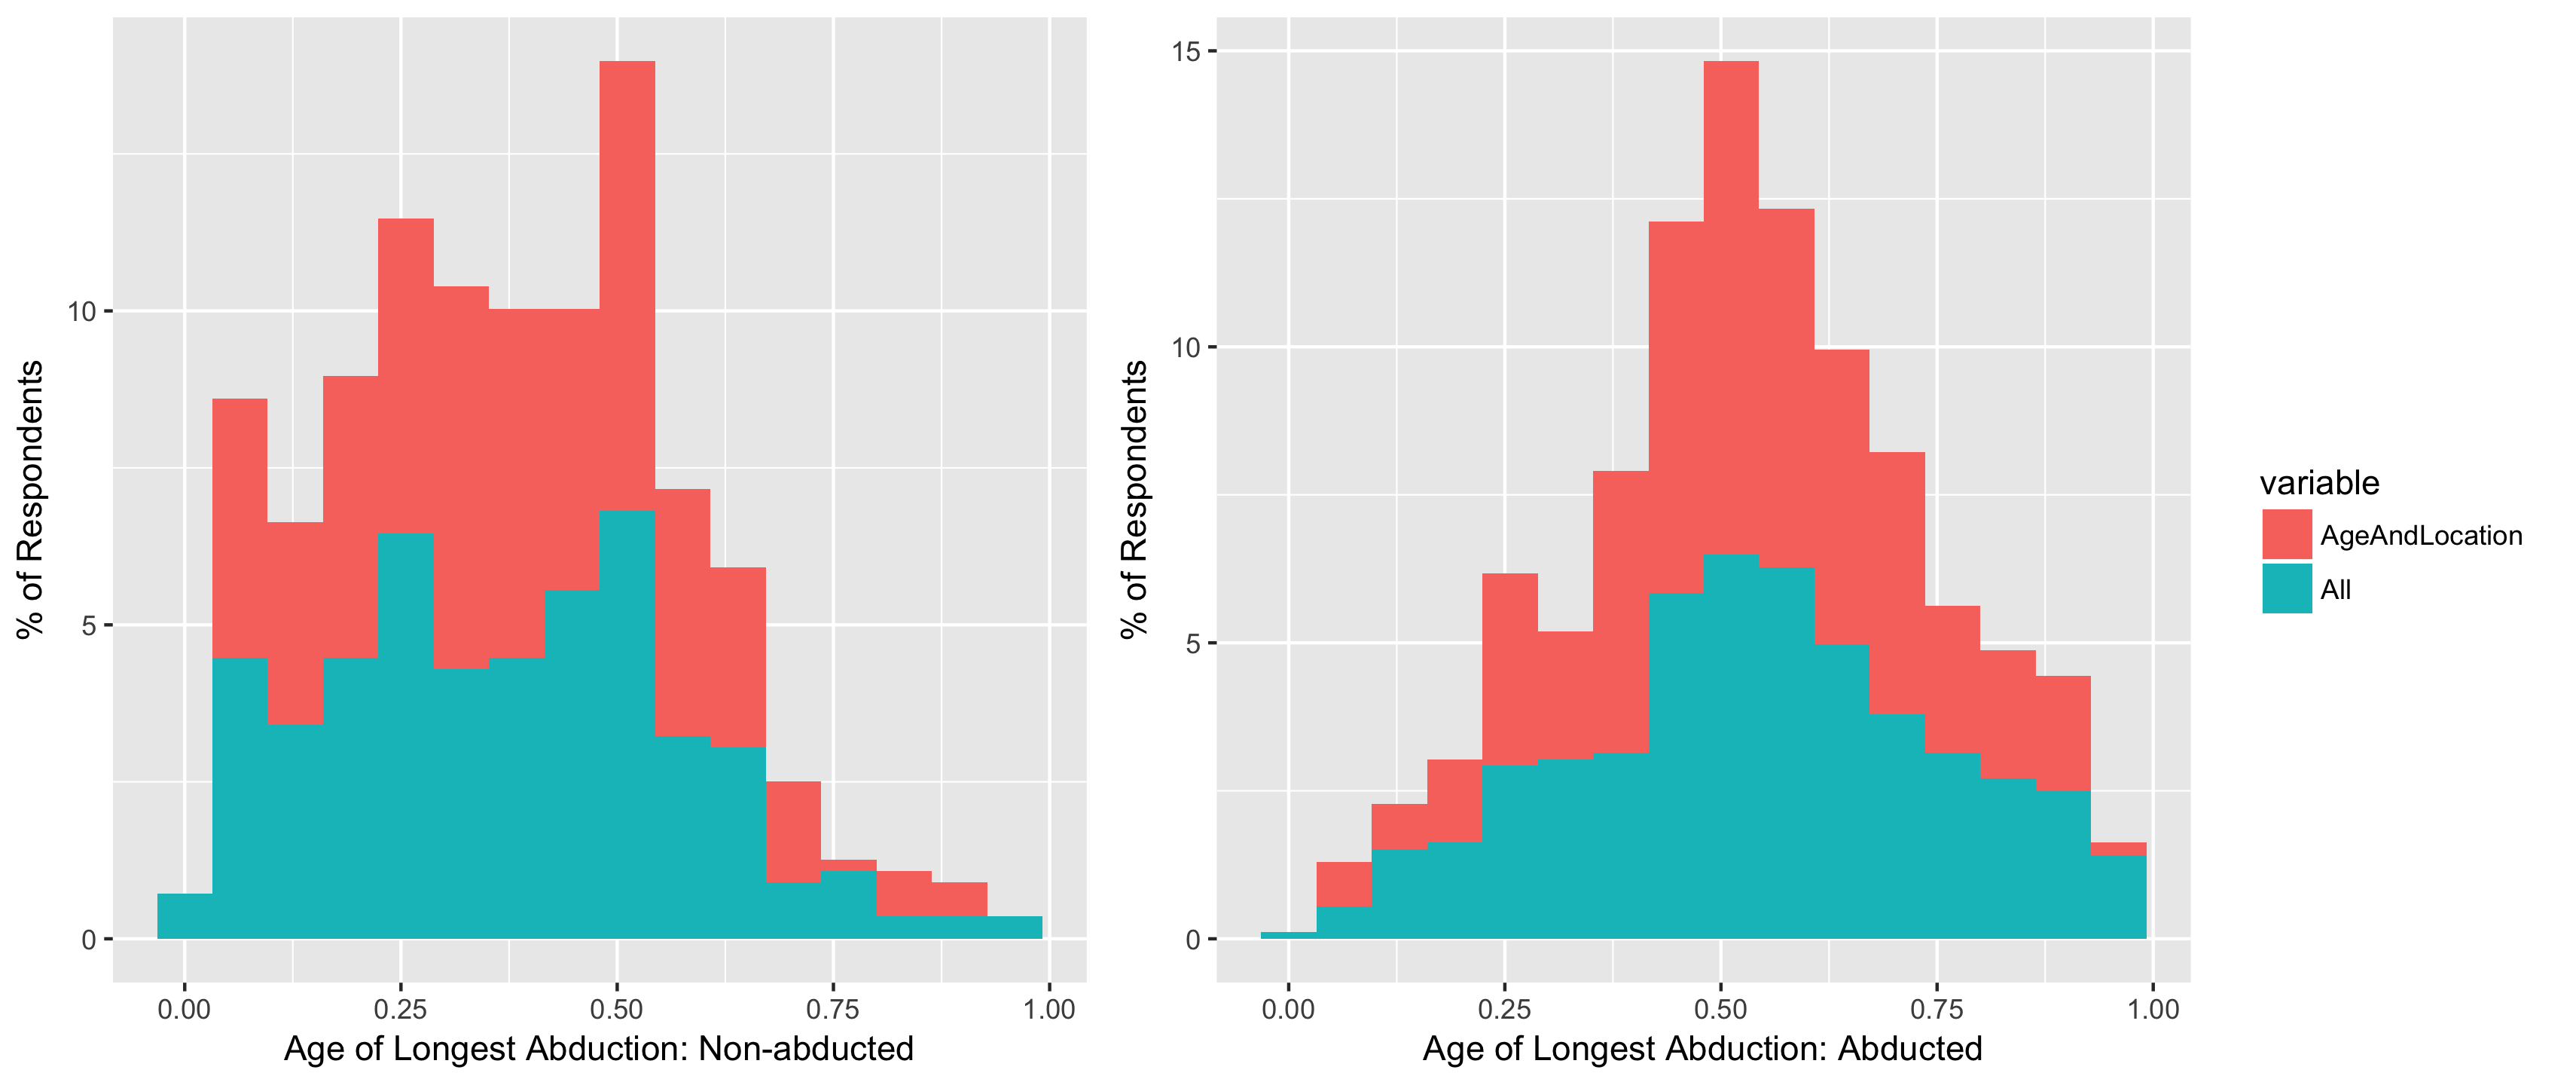 % of Respondents
10
5
0
0.00 0.25 0.50 0.75 1.00
Age of Longest Abduction: Non-abducted
% of Respondents
15
10
5
0
0.00 0.25 0.50 0.75 1.00
Age of Longest Abduction: Abducted
variable
AgeAndLocation
All